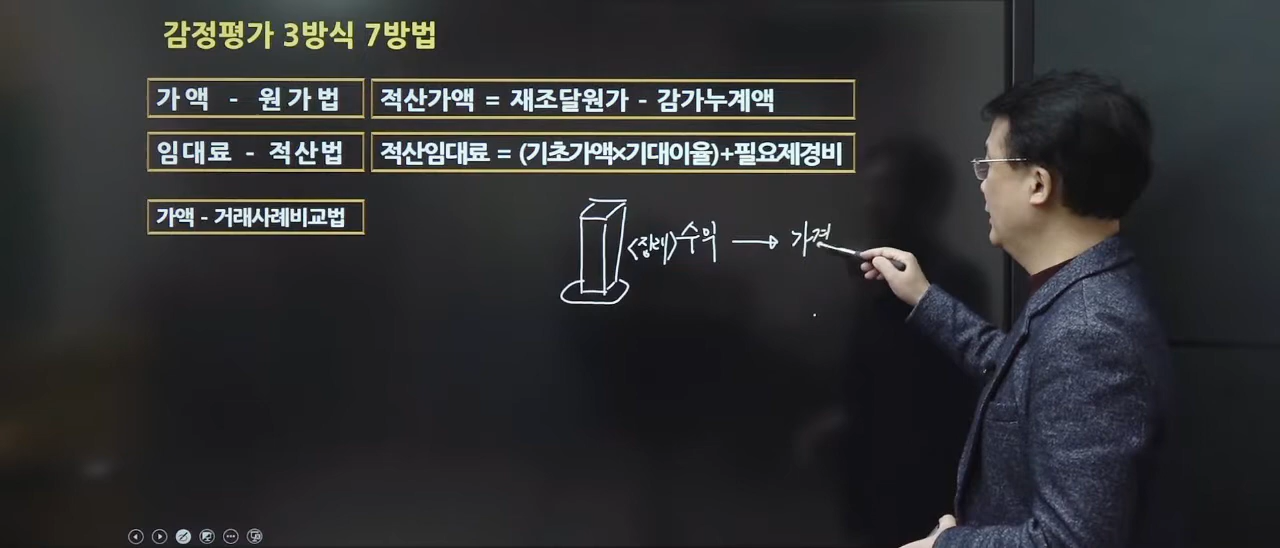 감정평가 3방식 7방법
가액 - 원가법
적산가액 = 재조달원가 - 감가누계액
임대료 - 적산법
적산임대료 = (기초가액×기대이율)+필요제경비
가액 - 거래사례비교법
<장래>수익 → 가격